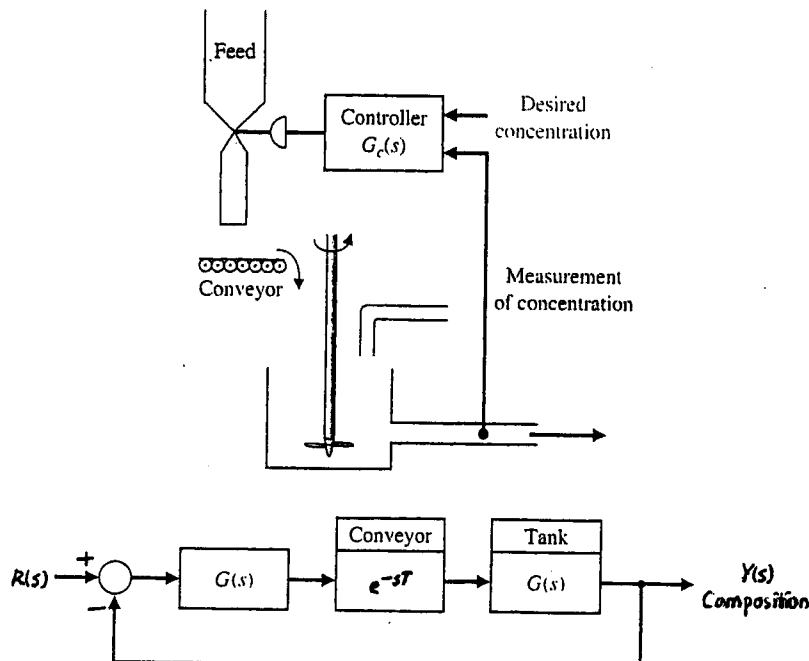 Feed
Controller
G_c(s)
Desired
concentration
Conveyor
Measurement
of concentration
R(s)
+
−
G(s)
Conveyor
e^{-sT}
Tank
G(s)
Y(s)
Composition